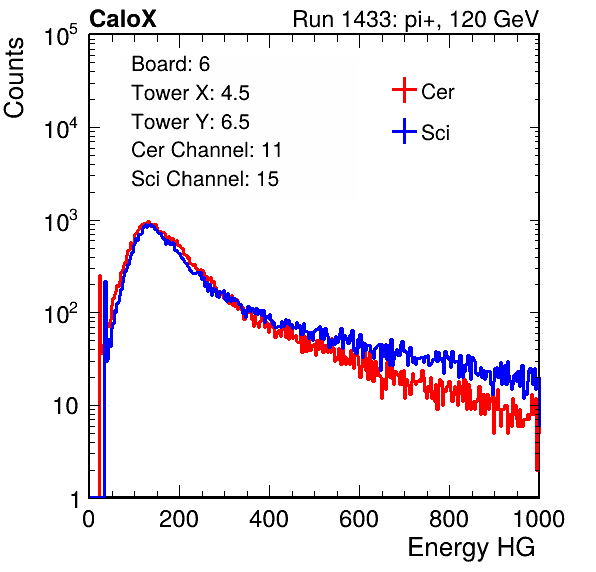 CaloX Run 1433: pi+, 120 GeV
Counts
Board: 6
Tower X: 4.5
Tower Y: 6.5
Cer Channel: 11
Sci Channel: 15
Cer
Sci
10^5
10^4
10^3
10^2
10
1
0 200 400 600 800 1000
Energy HG